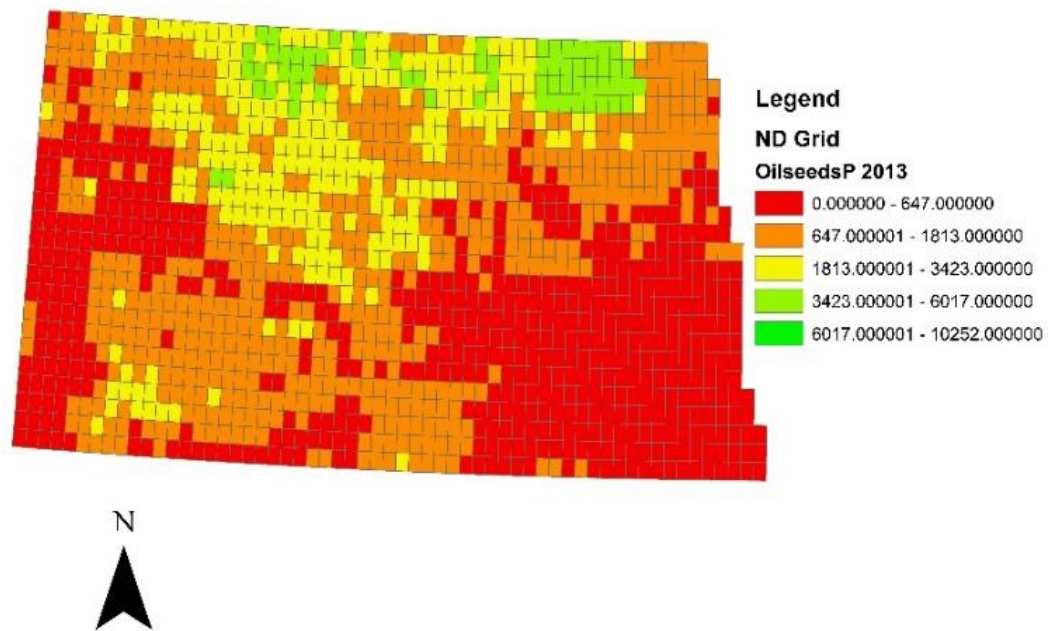 Legend
ND Grid
OilseedsP 2013
0.000000 - 647.000000
647.000001 - 1813.000000
1813.000001 - 3423.000000
3423.000001 - 6017.000000
6017.000001 - 10252.000000
N